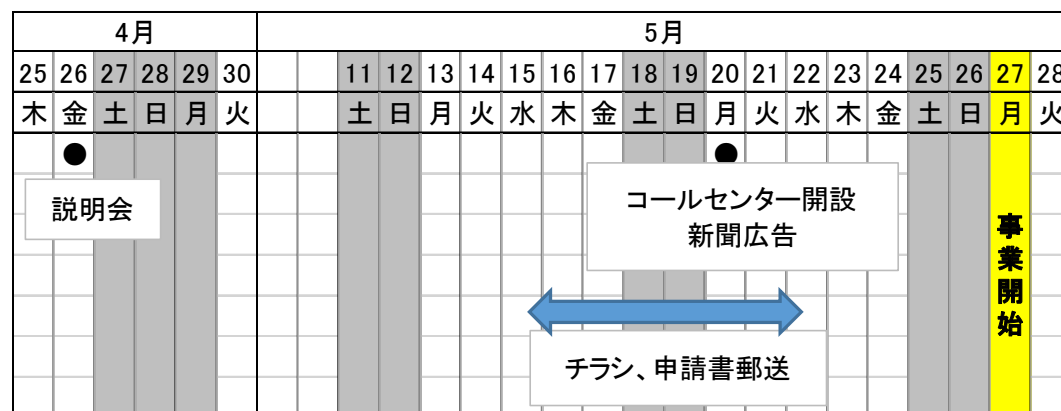 4月 5月
25 26 27 28 29 30 11 12 13 14 15 16 17 18 19 20 21 22 23 24 25 26 27 28
木 金 土 日 月 火 土 日 月 火 水 木 金 土 日 月 火 水 木 金 土 日 月 火
● ●
説明会
コールセンター開設
新聞広告
事業開始
チラシ、申請書郵送